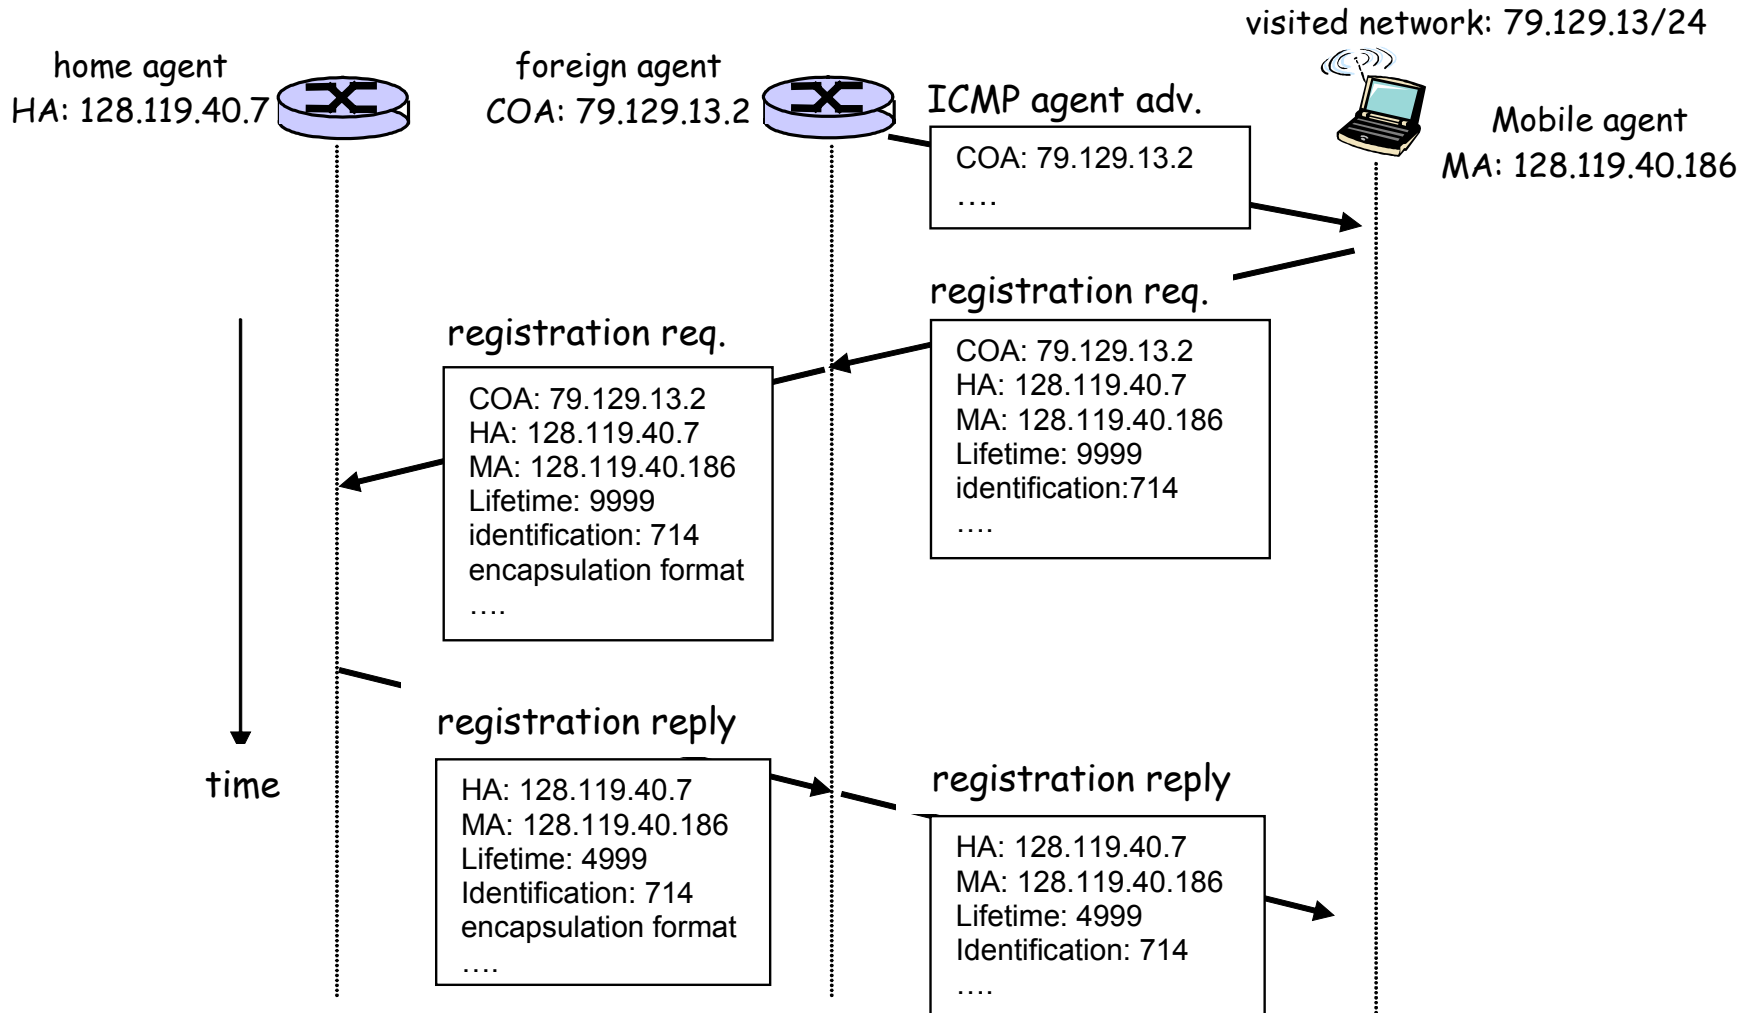 visited network: 79.129.13/24
home agent
HA: 128.119.40.7
foreign agent
COA: 79.129.13.2
ICMP agent adv.
Mobile agent
MA: 128.119.40.186
COA: 79.129.13.2
….
registration req.
COA: 79.129.13.2
HA: 128.119.40.7
MA: 128.119.40.186
Lifetime: 9999
identification:714
….
registration req.
COA: 79.129.13.2
HA: 128.119.40.7
MA: 128.119.40.186
Lifetime: 9999
identification: 714
encapsulation format
….
time
registration reply
HA: 128.119.40.7
MA: 128.119.40.186
Lifetime: 4999
Identification: 714
encapsulation format
….
registration reply
HA: 128.119.40.7
MA: 128.119.40.186
Lifetime: 4999
Identification: 714
….